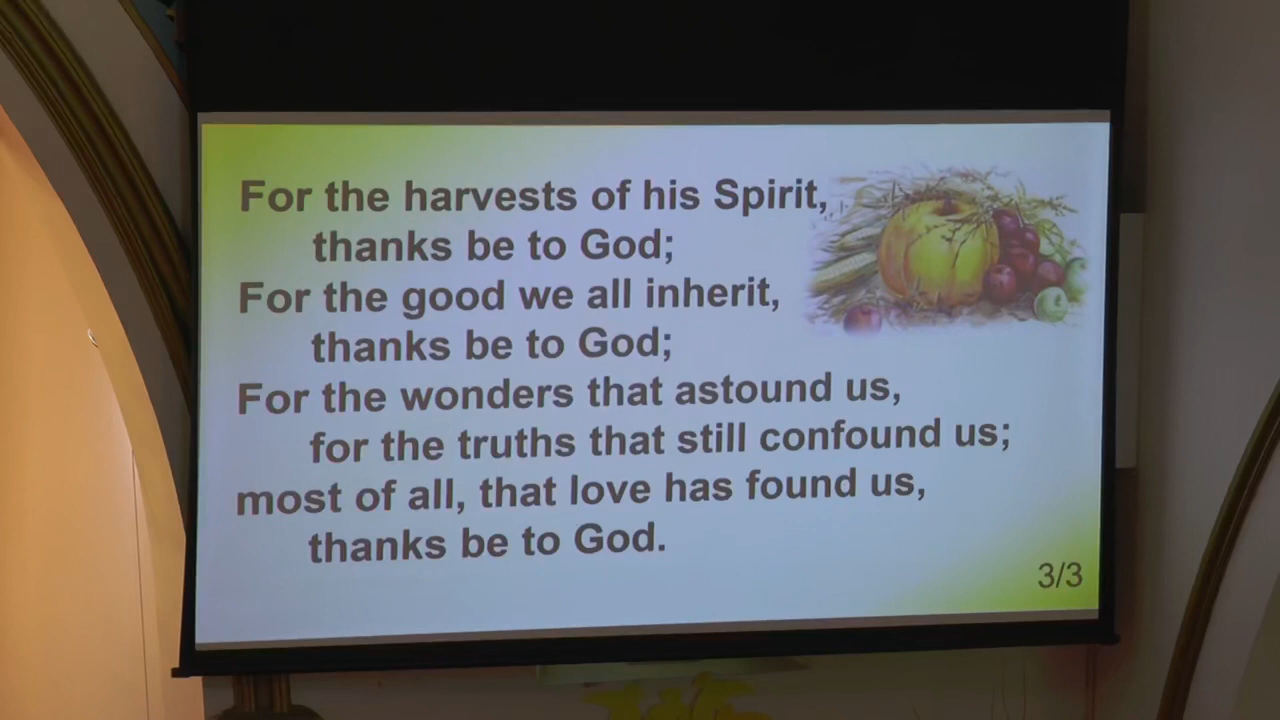 For the harvests of his Spirit,
thanks be to God;
For the good we all inherit,
thanks be to God;
For the wonders that astound us,
for the truths that still confound us;
most of all, that love has found us,
thanks be to God.
3/3